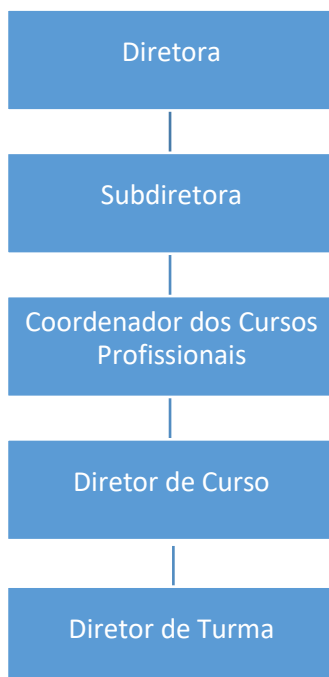 Diretora
Subdiretora
Coordenador dos Cursos
Profissionais
Diretor de Curso
Diretor de Turma